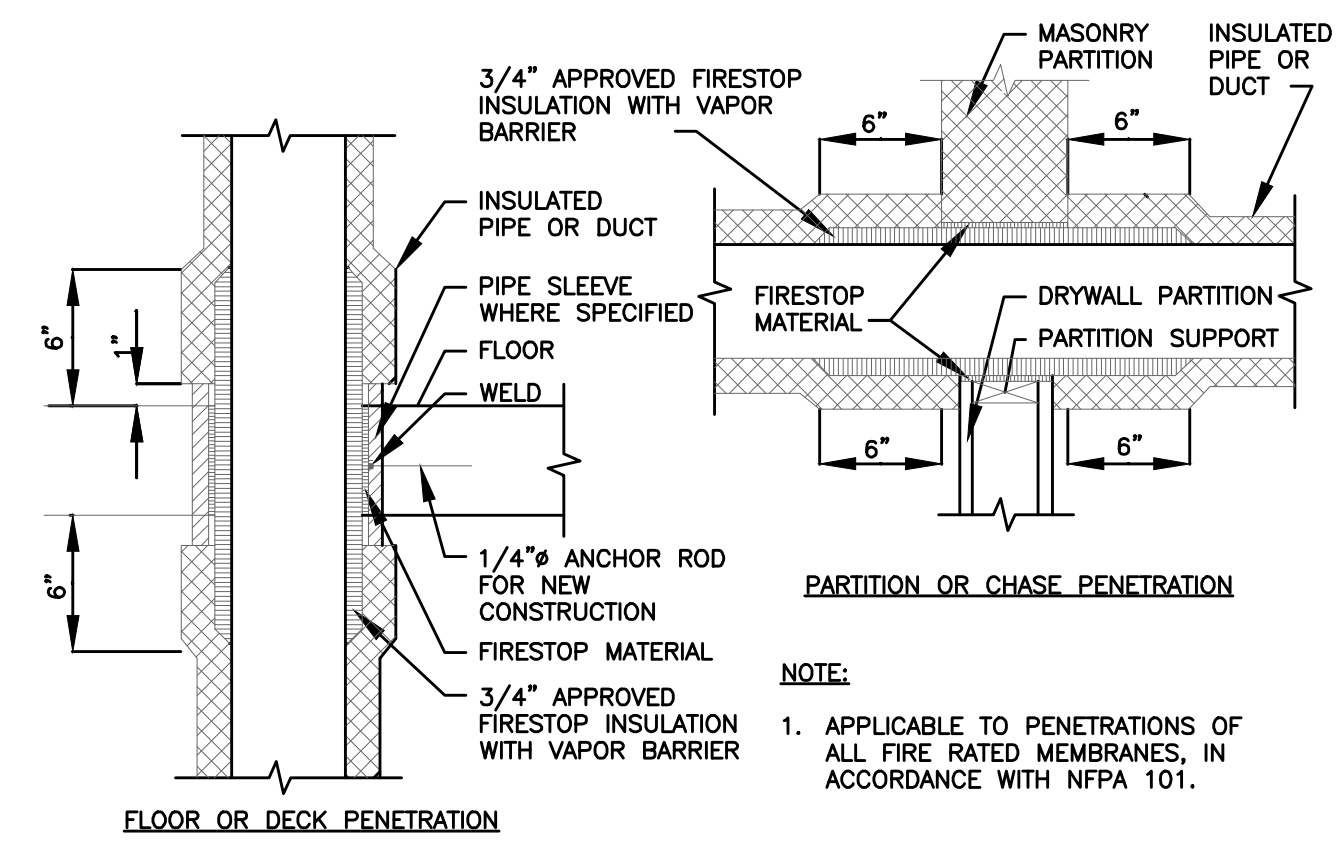 6"
1"
6"
3/4" APPROVED FIRESTOP
INSULATION WITH VAPOR
BARRIER
INSULATED
PIPE OR DUCT
PIPE SLEEVE
WHERE SPECIFIED
FLOOR
WELD
1/4"ø ANCHOR ROD
FOR NEW
CONSTRUCTION
FIRESTOP MATERIAL
3/4" APPROVED
FIRESTOP INSULATION
WITH VAPOR BARRIER
FLOOR OR DECK PENETRATION
MASONRY
PARTITION
INSULATED
PIPE OR
DUCT
6"
6"
FIRESTOP
MATERIAL
DRYWALL PARTITION
PARTITION SUPPORT
6"
6"
PARTITION OR CHASE PENETRATION
NOTE:
1. APPLICABLE TO PENETRATIONS OF
ALL FIRE RATED MEMBRANES, IN
ACCORDANCE WITH NFPA 101.